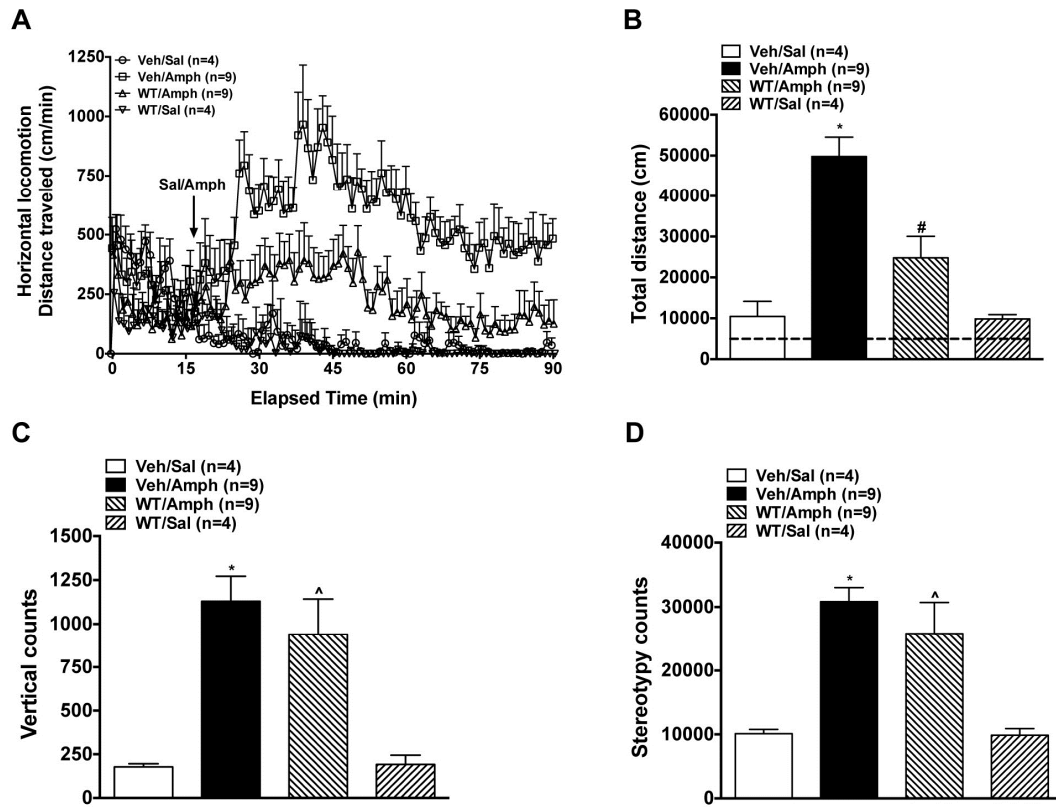 A
Horizontal locomotion
Distance traveled (cm/min)
Veh/Sal (n=4)
Veh/Amph (n=9)
WT/Amph (n=9)
WT/Sal (n=4)
Sal/Amph
1250
1000
750
500
250
0
0 15 30 45 60 75 90
Elapsed Time (min)
B
Veh/Sal (n=4)
Veh/Amph (n=9)
WT/Amph (n=9)
WT/Sal (n=4)
Total distance (cm)
60000
50000
40000
30000
20000
10000
0
*
#
C
Veh/Sal (n=4)
Veh/Amph (n=9)
WT/Amph (n=9)
WT/Sal (n=4)
Vertical counts
1500
1250
1000
750
500
250
0
*
^
D
Veh/Sal (n=4)
Veh/Amph (n=9)
WT/Amph (n=9)
WT/Sal (n=4)
Stereotypy counts
40000
30000
20000
10000
0
*
^